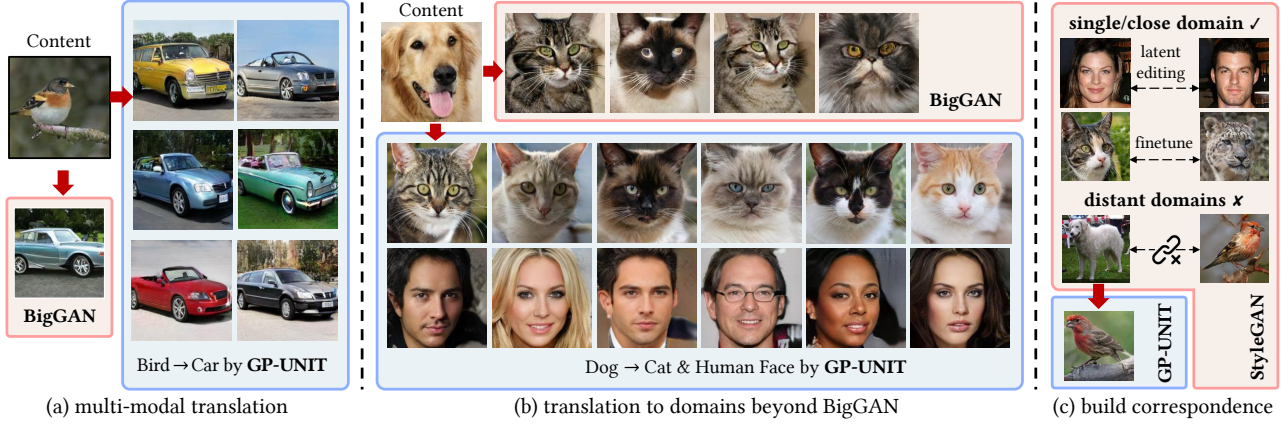 Content
BigGAN
Bird → Car by GP-UNIT
(a) multi-modal translation
Content
BigGAN
Dog → Cat & Human Face by GP-UNIT
(b) translation to domains beyond BigGAN
single/close domain ✓
latent
editing
finetune
distant domains ✘
GP-UNIT
StyleGAN
(c) build correspondence